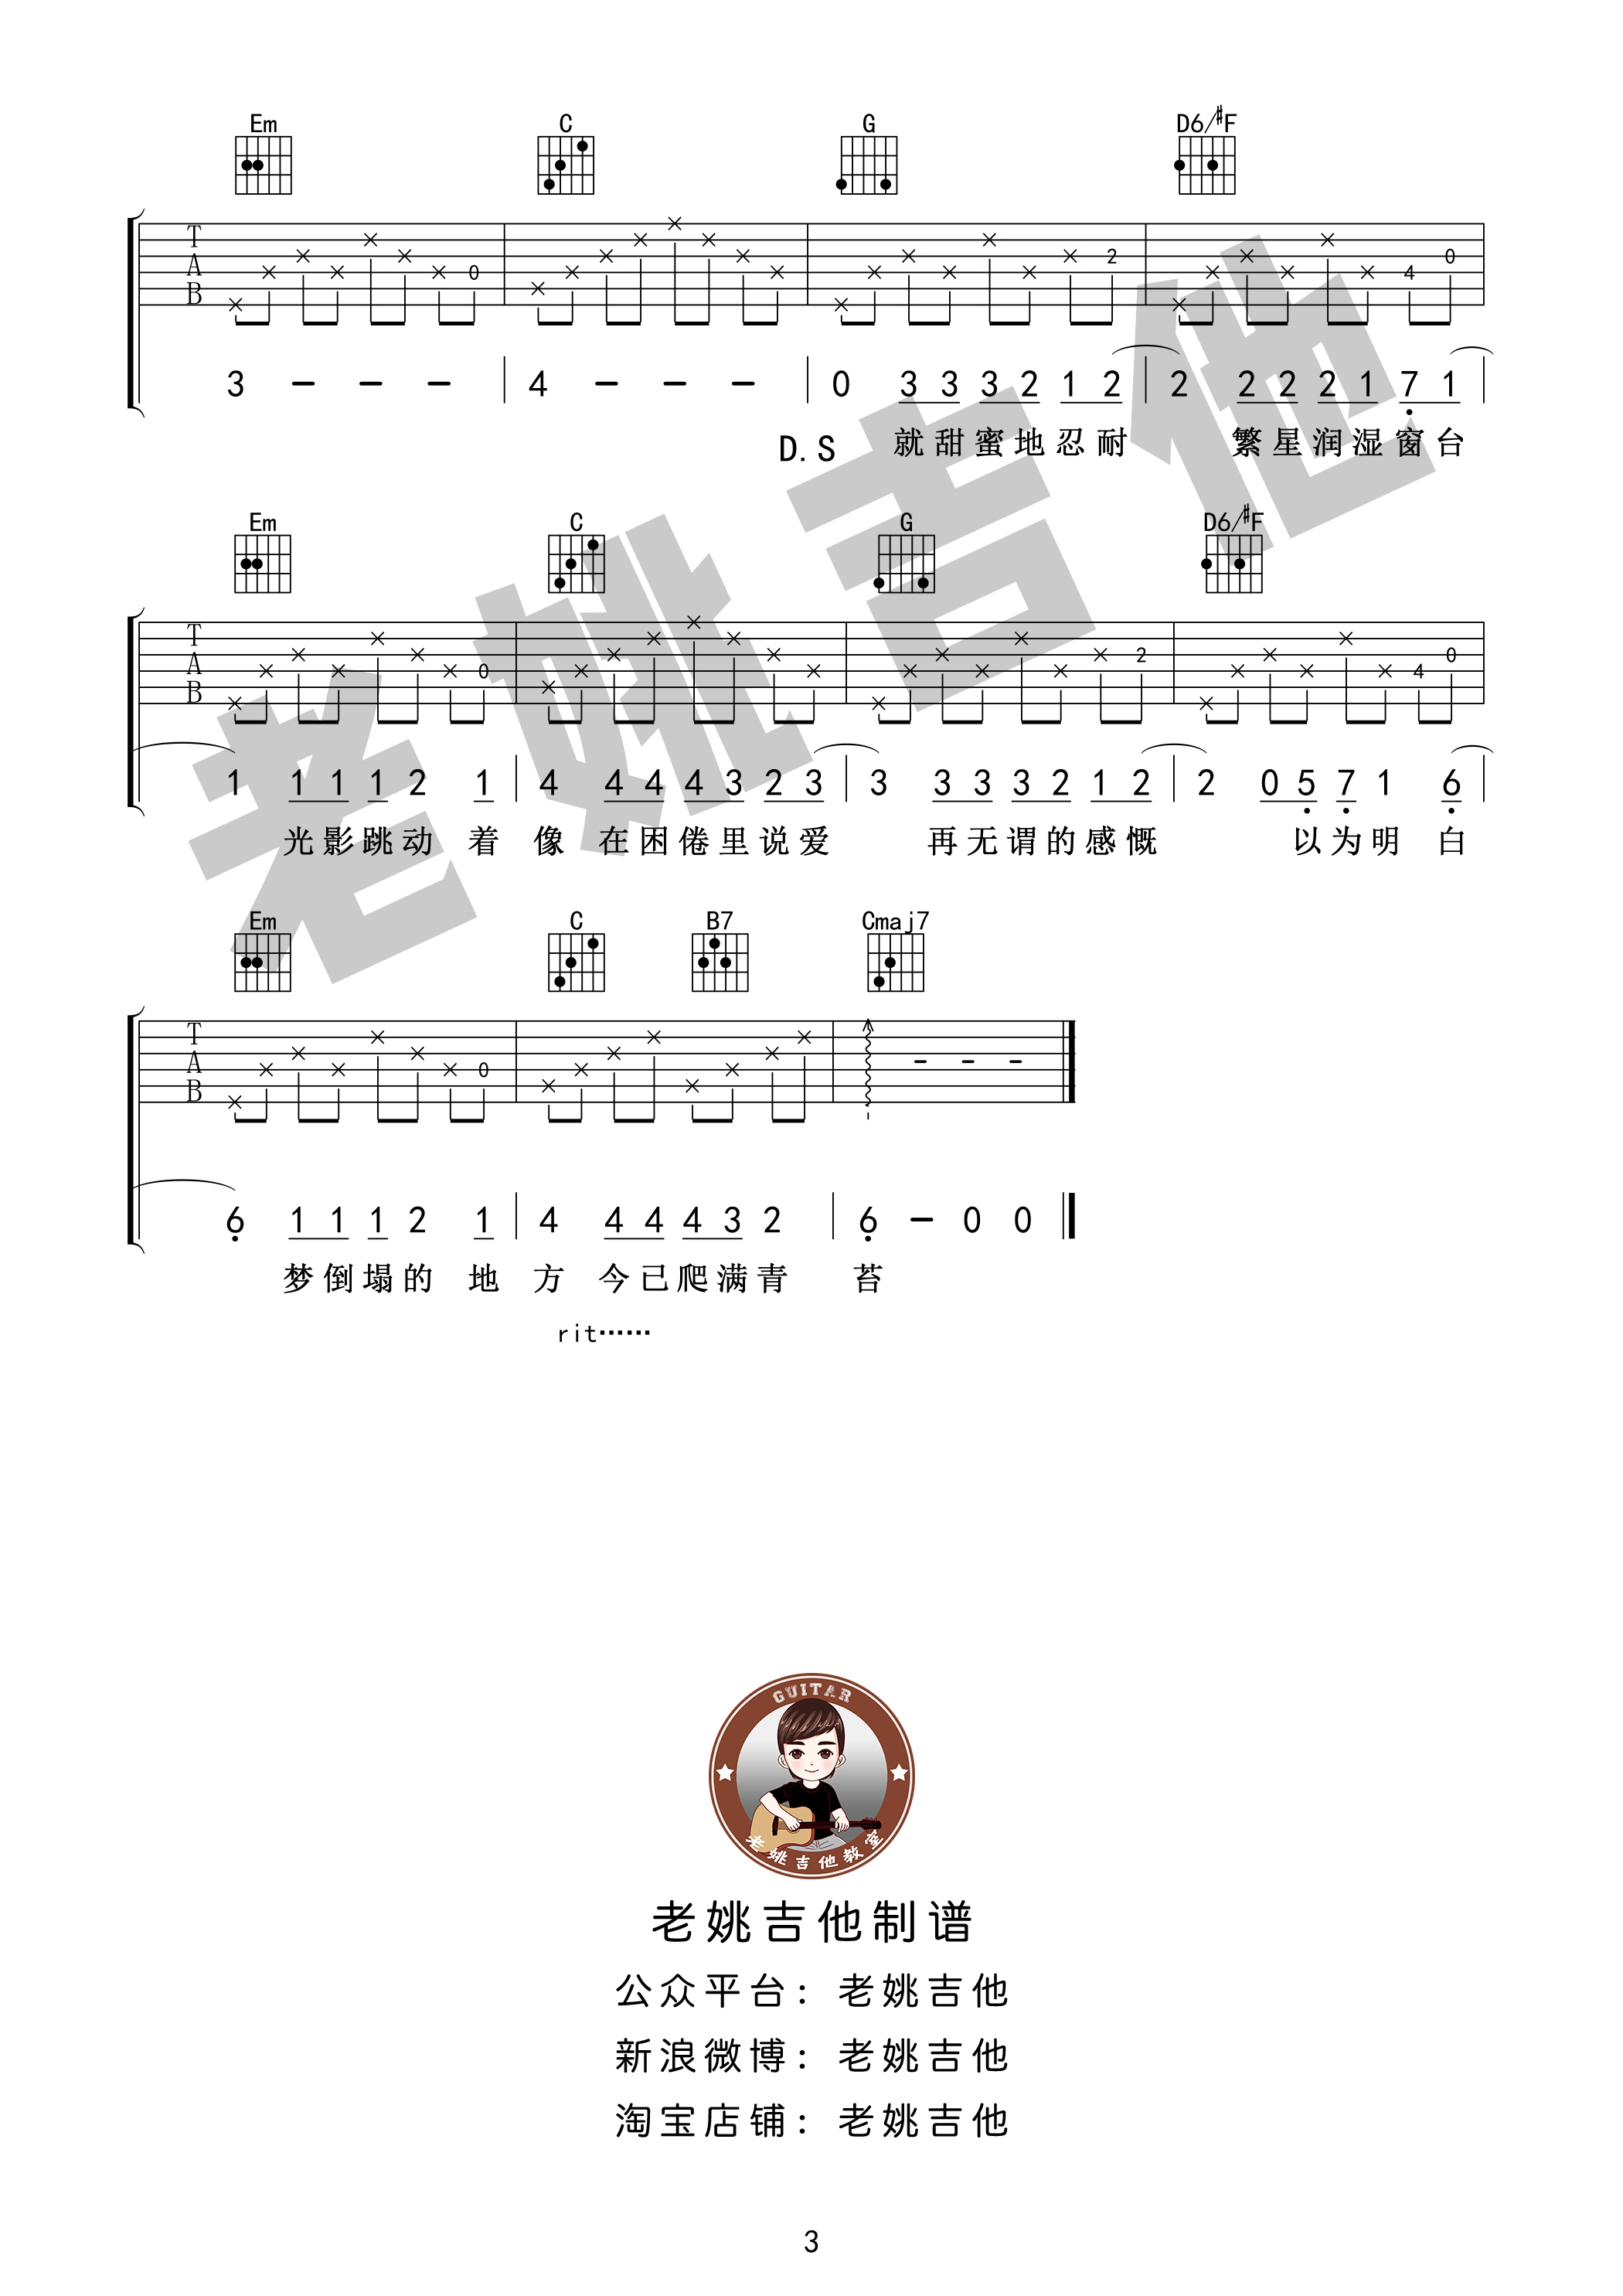 Em C G D6/#F
T
A
B
0 2 4 0
3 - - - 4 - - - 0 3 3 3 2 1 2 2 2 2 2 1 7 1
D.S 就甜蜜地忍耐 繁星润湿窗台
Em C G D6/#F
T
A
B
0 2 4 0
1 1 1 1 2 1 4 4 4 4 3 2 3 3 3 3 3 2 1 2 2 0 5 7 1 6
光影跳动 着 像 在困倦里说爱 再无谓的感慨 以为明 白
Em C B7 Cmaj7
T
A
B
0 - - -
6 1 1 1 2 1 4 4 4 4 3 2 6 - 0 0
梦倒塌的 地 方 今已爬满青 苔
rit……
老姚吉他
GUITAR
老姚吉他教室
老姚吉他制谱
公众平台：老姚吉他
新浪微博：老姚吉他
淘宝店铺：老姚吉他
3